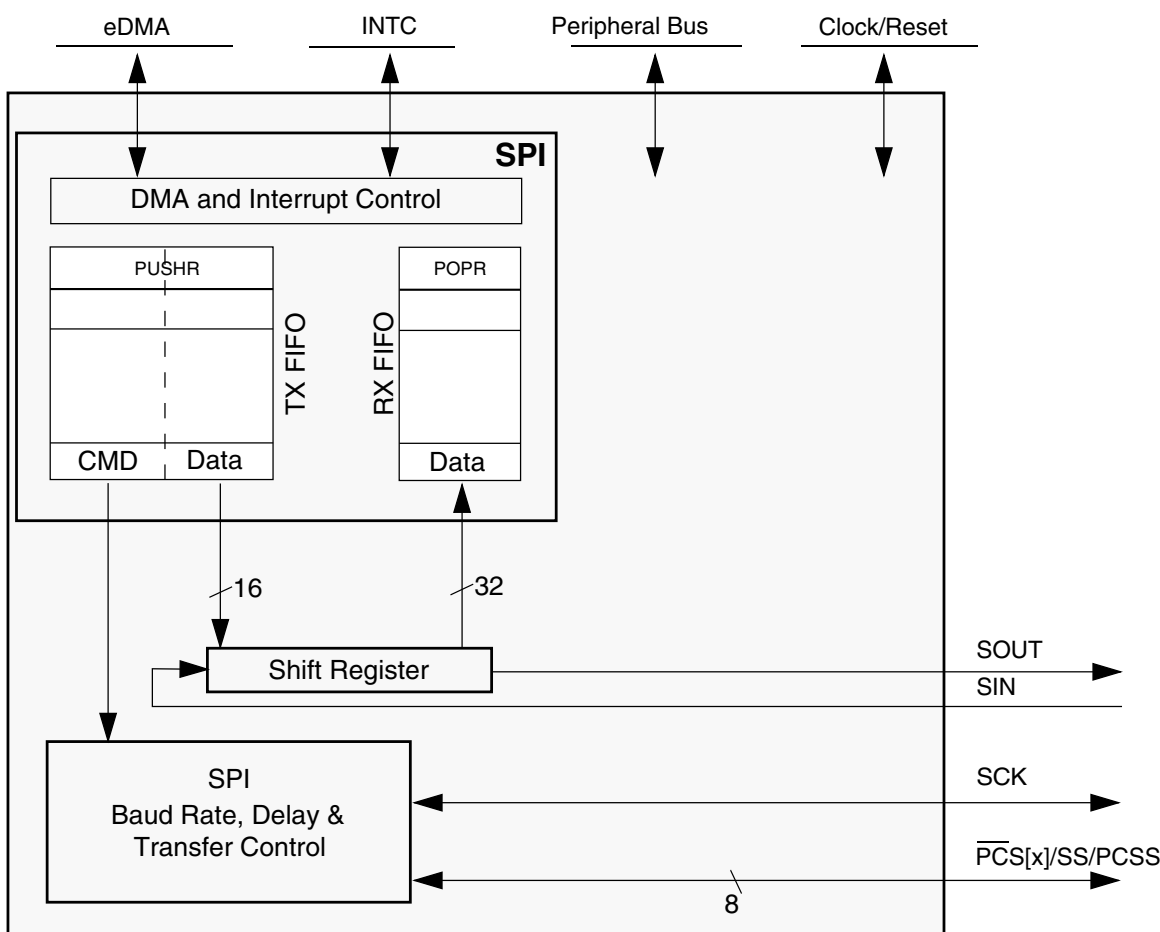 eDMA
INTC
Peripheral Bus
Clock/Reset
SPI
DMA and Interrupt Control
PUSHR
POPR
TX FIFO
RX FIFO
CMD
Data
Data
16
32
Shift Register
SOUT
SIN
SPI
Baud Rate, Delay &
Transfer Control
SCK
PCS[x]/SS/PCSS
8